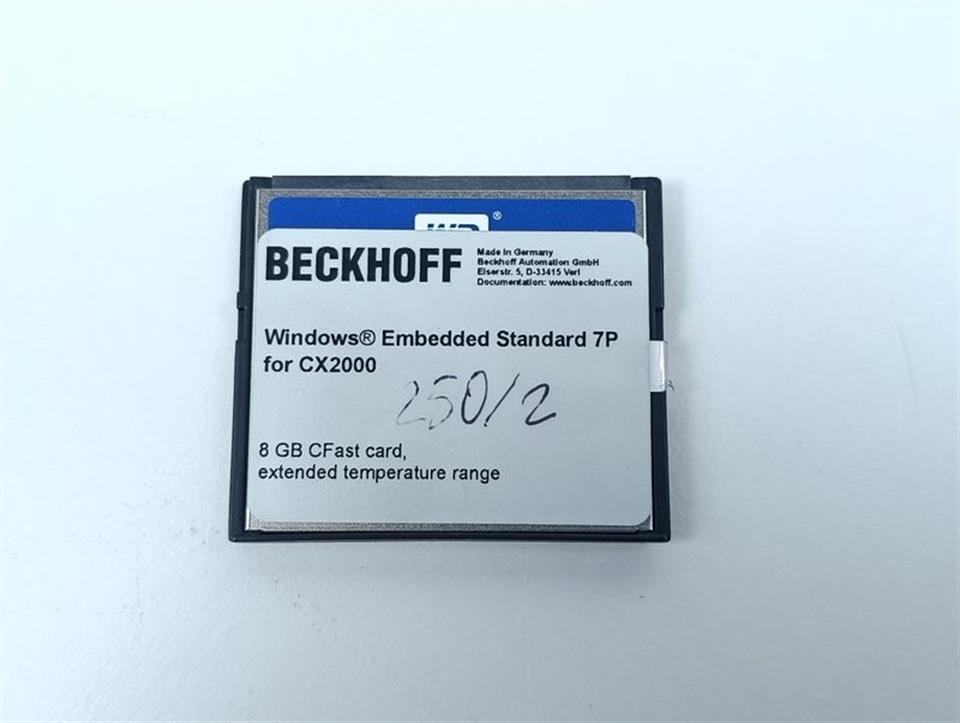 ®
BECKHOFF
Made in Germany
Beckhoff Automation GmbH
Eiserstr. 5, D-33415 Verl
Documentation: www.beckhoff.com
Windows® Embedded Standard 7P
for CX2000
250/2
8 GB CFast card,
extended temperature range